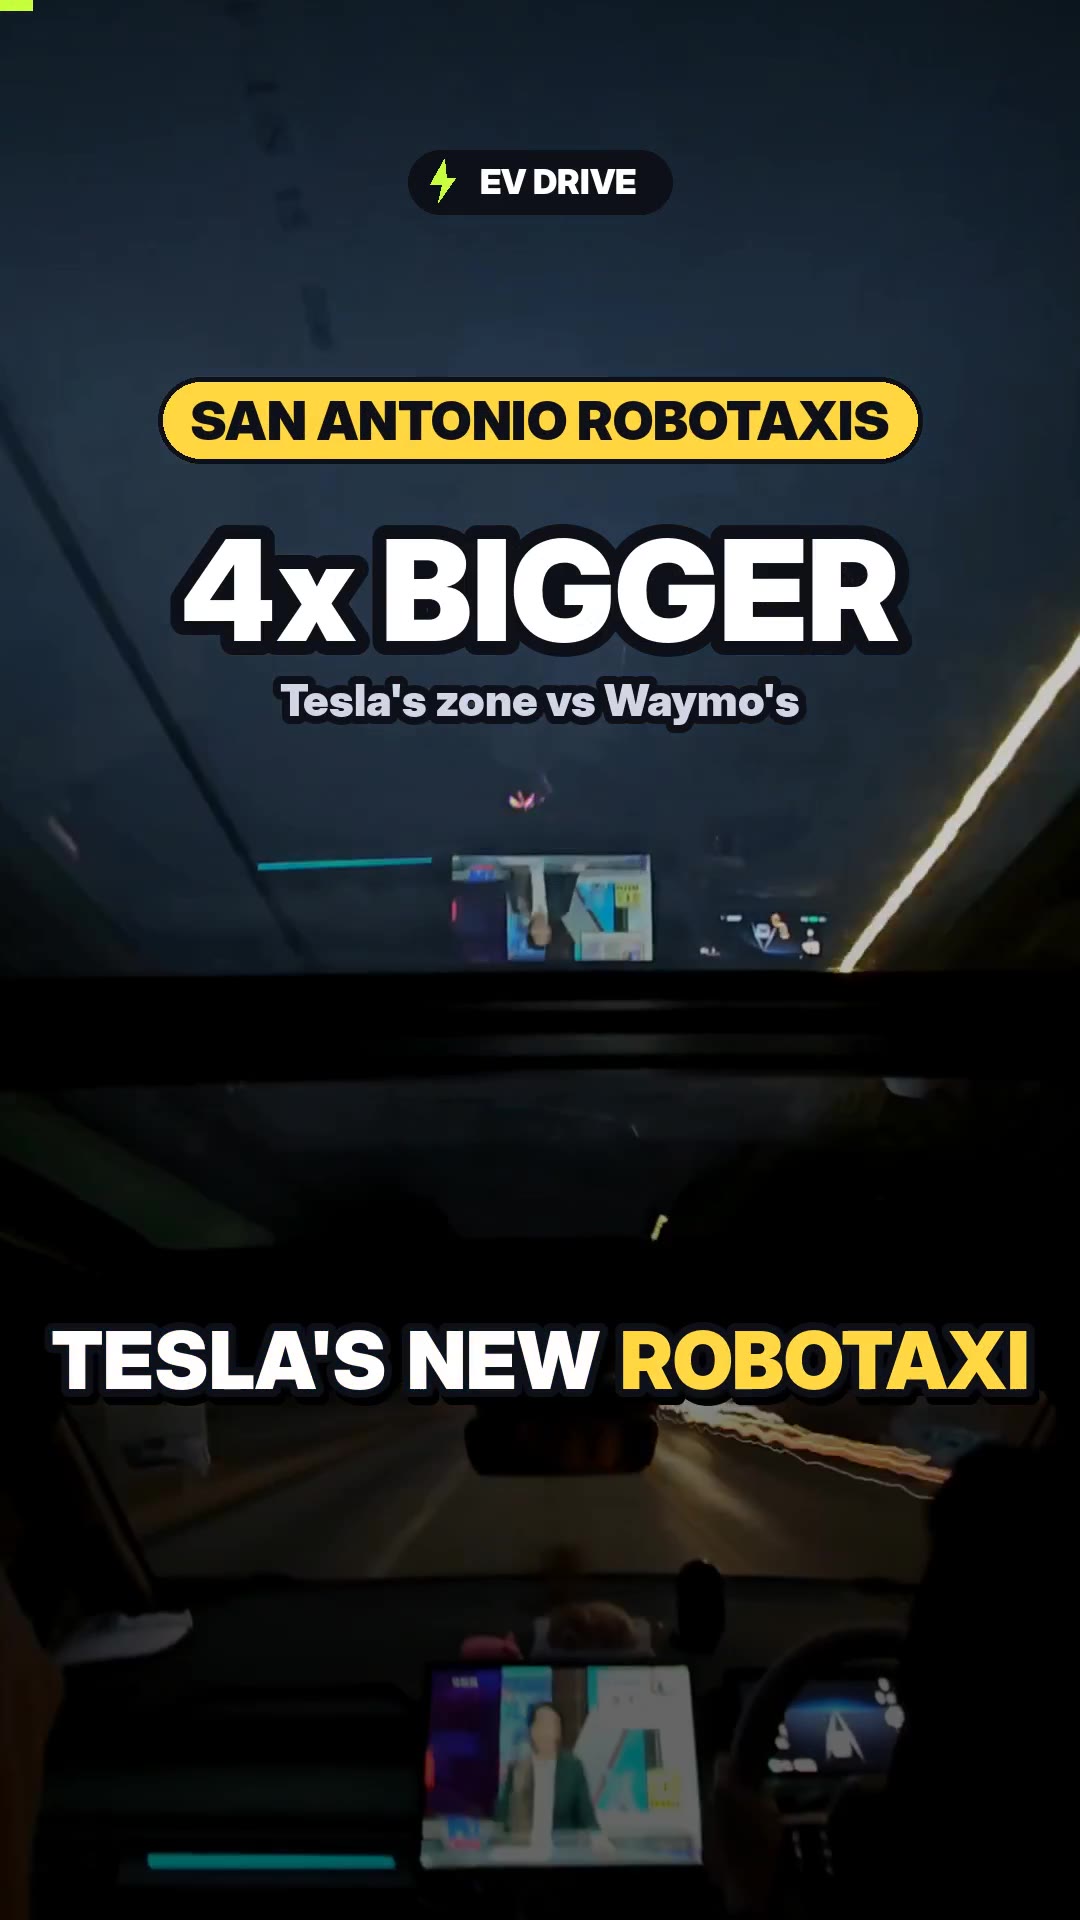 EV DRIVE
SAN ANTONIO ROBOTAXIS
4x BIGGER
Tesla's zone vs Waymo's
TESLA'S NEW ROBOTAXI